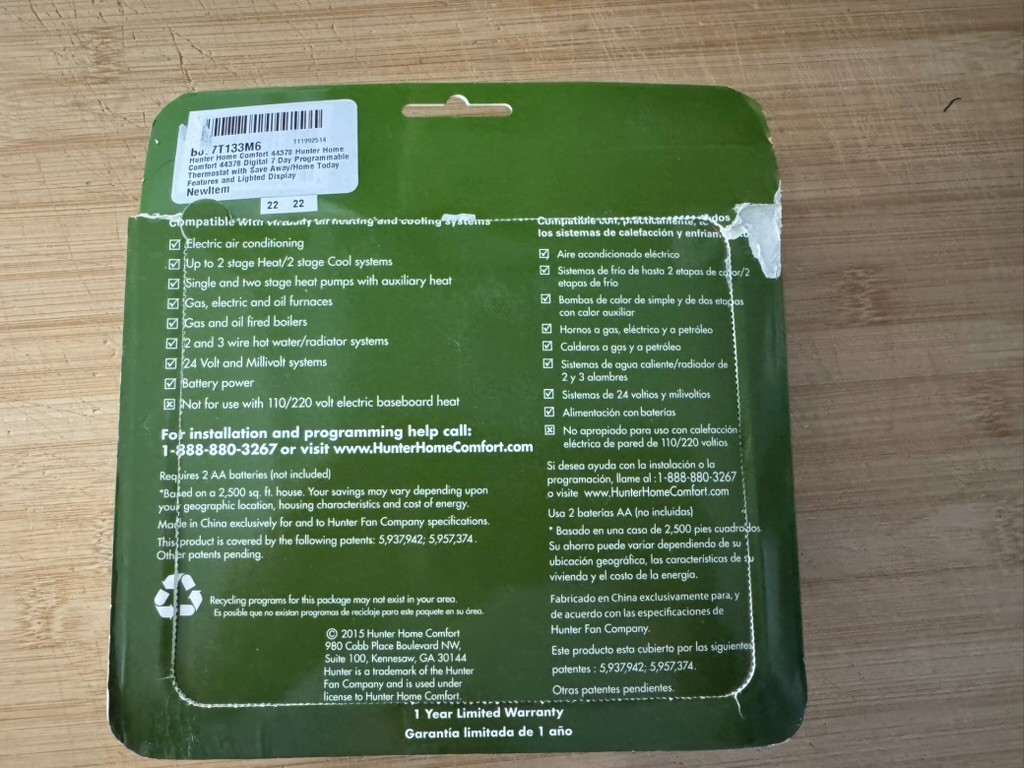 111992514
7T133M6
Hunter Home Comfort 44378 Hunter Home
Comfort 44378 Digital 7 Day Programmable
Thermostat with Save Away/Home Today
Features and Lighted Display
NewItem
22 22
Compatible with virtually all heating and cooling systems
☑ Electric air conditioning
☑ Up to 2 stage Heat/2 stage Cool systems
☑ Single and two stage heat pumps with auxiliary heat
☑ Gas, electric and oil furnaces
☑ Gas and oil fired boilers
☑ 2 and 3 wire hot water/radiator systems
☑ 24 Volt and Millivolt systems
☑ Battery power
☒ Not for use with 110/220 volt electric baseboard heat
For installation and programming help call:
1-888-880-3267 or visit www.HunterHomeComfort.com
Requires 2 AA batteries (not included)
*Based on a 2,500 sq. ft. house. Your savings may vary depending upon
your geographic location, housing characteristics and cost of energy.
Made in China exclusively for and to Hunter Fan Company specifications.
This product is covered by the following patents: 5,937,942; 5,957,374.
Other patents pending.
Recycling programs for this package may not exist in your area.
Es posible que no existan programas de reciclaje para este paquete en su área.
© 2015 Hunter Home Comfort
980 Cobb Place Boulevard NW,
Suite 100, Kennesaw, GA 30144
Hunter is a trademark of the Hunter
Fan Company and is used under
license to Hunter Home Comfort.
Compatible con, prácticamente, dos
los sistemas de calefacción y
☑ Aire acondicionado eléctrico
☑ Sistemas de frío de hasta 2 etapas de calor/2
etapas de frío
☑ Bombas de calor de simple y de dos etapas
con calor auxiliar
☑ Hornos a gas, eléctrico y a petróleo
☑ Calderos a gas y a petróleo
☑ Sistemas de agua caliente/radiador de
2 y 3 alambres
☑ Sistemas de 24 voltios y milivoltios
☑ Alimentación con baterías
☒ No apropiado para uso con calefacción
eléctrica de pared de 110/220 voltios
Si desea ayuda con la instalación o la
programación, llame al :1-888-880-3267
o visite www.HunterHomeComfort.com
Usa 2 baterías AA (no incluidas)
* Basado en una casa de 2,500 pies cuadrados.
Su ahorro puede variar dependiendo de su
ubicación geográfica, las características de su
vivienda y el costo de la energía.
Fabricado en China exclusivamente para, y
de acuerdo con las especificaciones de
Hunter Fan Company.
Este producto esta cubierto por las siguientes
patentes : 5,937,942; 5,957,374.
Otras patentes pendientes.
1 Year Limited Warranty
Garantía limitada de 1 año